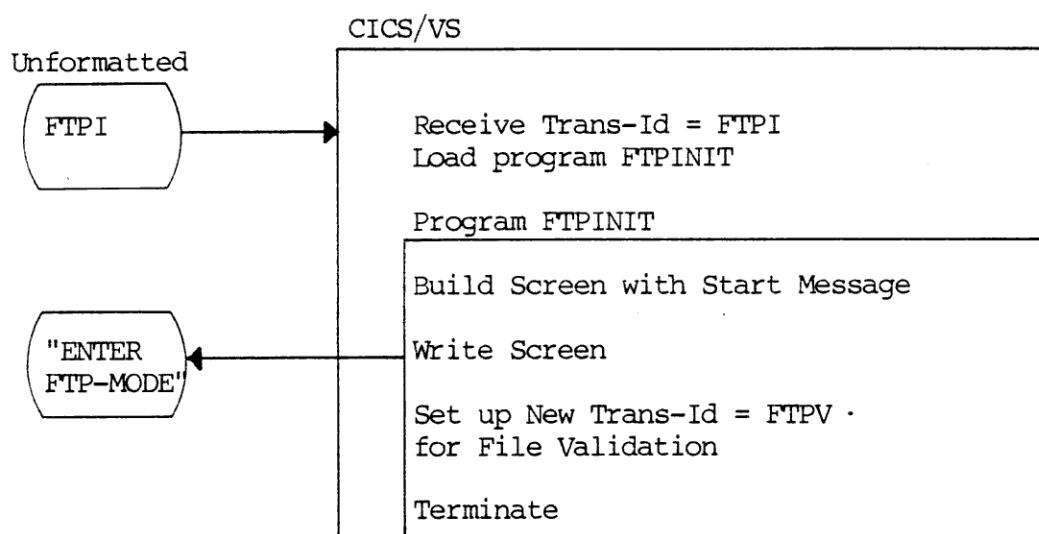 CICS/VS
Unformatted
FTPI
Receive Trans-Id = FTPI
Load program FTPINIT
Program FTPINIT
Build Screen with Start Message
"ENTER
FTP-MODE"
Write Screen
Set up New Trans-Id = FTPV
for File Validation
Terminate